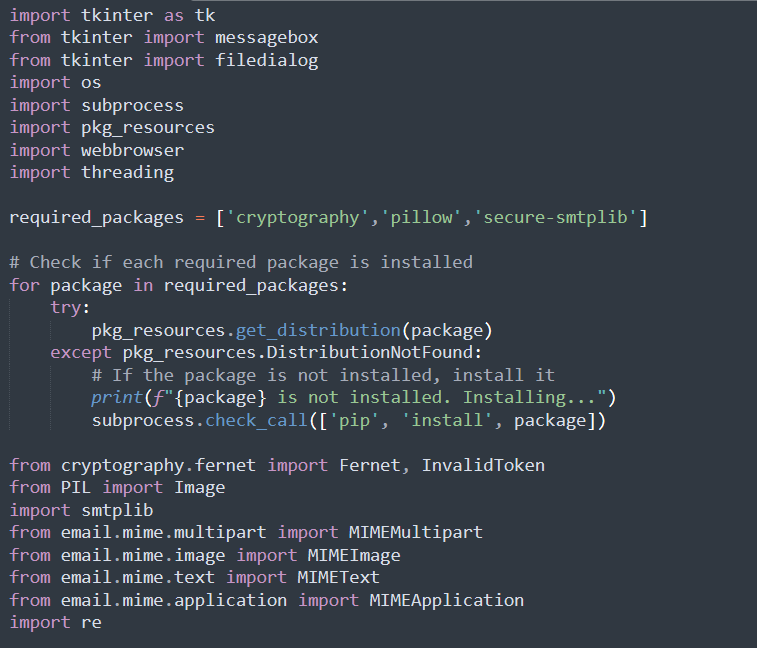 import tkinter as tk
from tkinter import messagebox
from tkinter import filedialog
import os
import subprocess
import pkg_resources
import webbrowser
import threading
required_packages = ['cryptography','pillow','secure-smtplib']
# Check if each required package is installed
for package in required_packages:
    try:
        pkg_resources.get_distribution(package)
    except pkg_resources.DistributionNotFound:
        # If the package is not installed, install it
        print(f"{package} is not installed. Installing...")
        subprocess.check_call(['pip', 'install', package])
from cryptography.fernet import Fernet, InvalidToken
from PIL import Image
import smtplib
from email.mime.multipart import MIMEMultipart
from email.mime.image import MIMEImage
from email.mime.text import MIMEText
from email.mime.application import MIMEApplication
import re